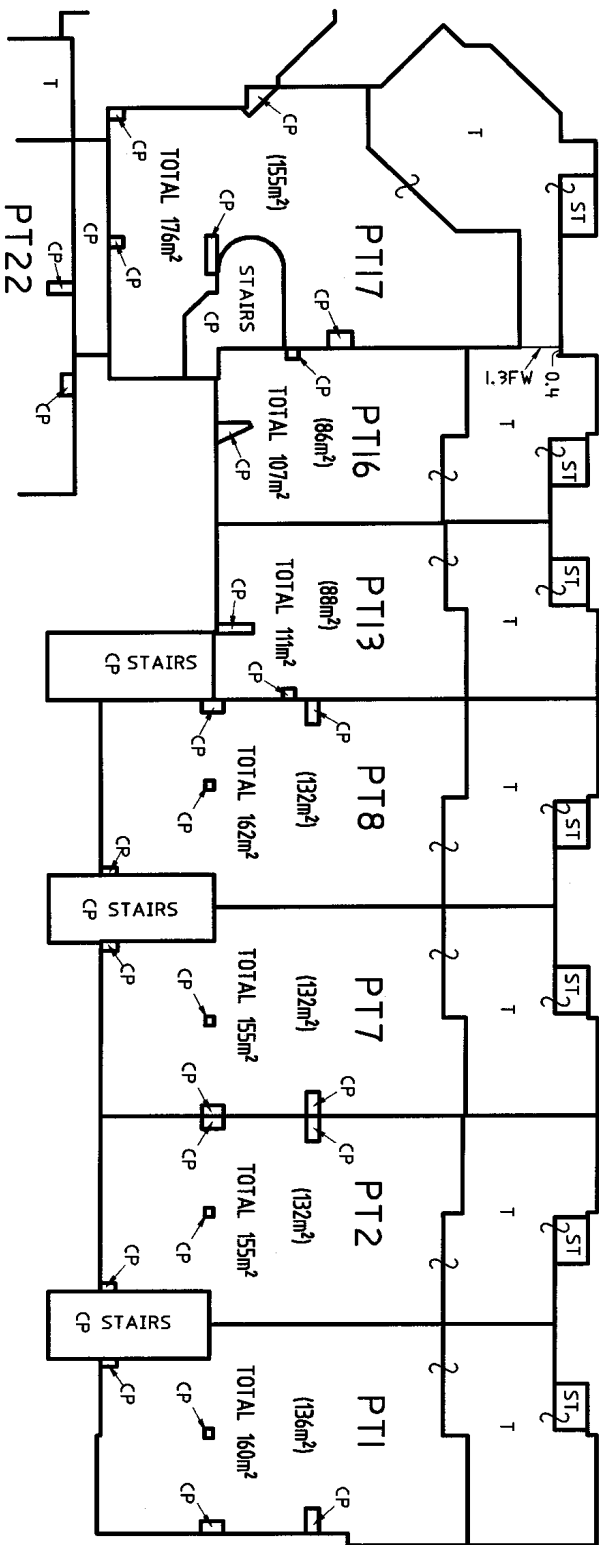 T
CP
CP
CP
CP
PT22
CP
CP
TOTAL 176m²
(155m²)
CP
CP
PT17
T
ST
CP
STAIRS
CP
CP
1.3FW
0.4
CP
TOTAL 107m²
(86m²)
PT16
T
ST
CP
TOTAL 111m²
(88m²)
PT13
T
ST
CP
CP STAIRS
CP
CP
CP
TOTAL 162m²
(132m²)
PT8
T
ST
CP
CP STAIRS
CP
CP
TOTAL 155m²
(132m²)
PT7
T
ST
CP
CP
CP
CP
CP
TOTAL 155m²
(132m²)
PT2
T
ST
CP
CP STAIRS
CP
CP
TOTAL 160m²
(136m²)
PT1
T
ST
CP
CP